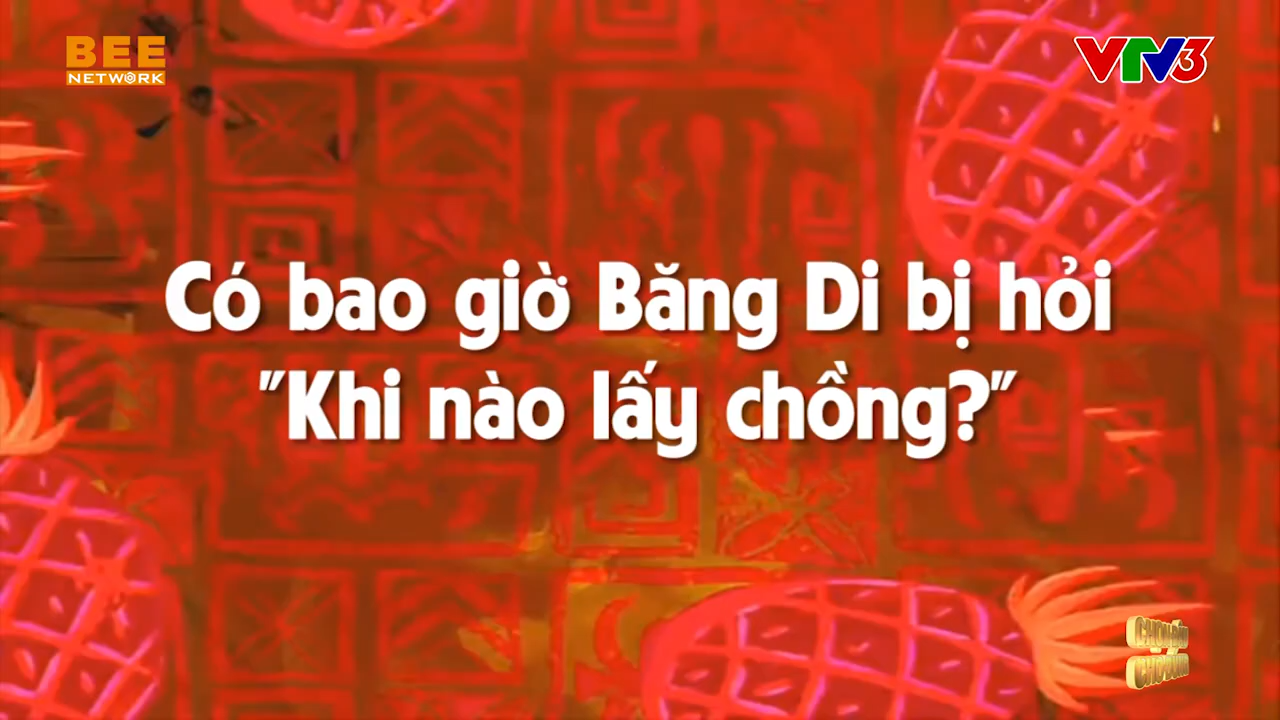 BEE
NETWORK
VTV3
Có bao giờ Băng Di bị hỏi
"Khi nào lấy chồng?"